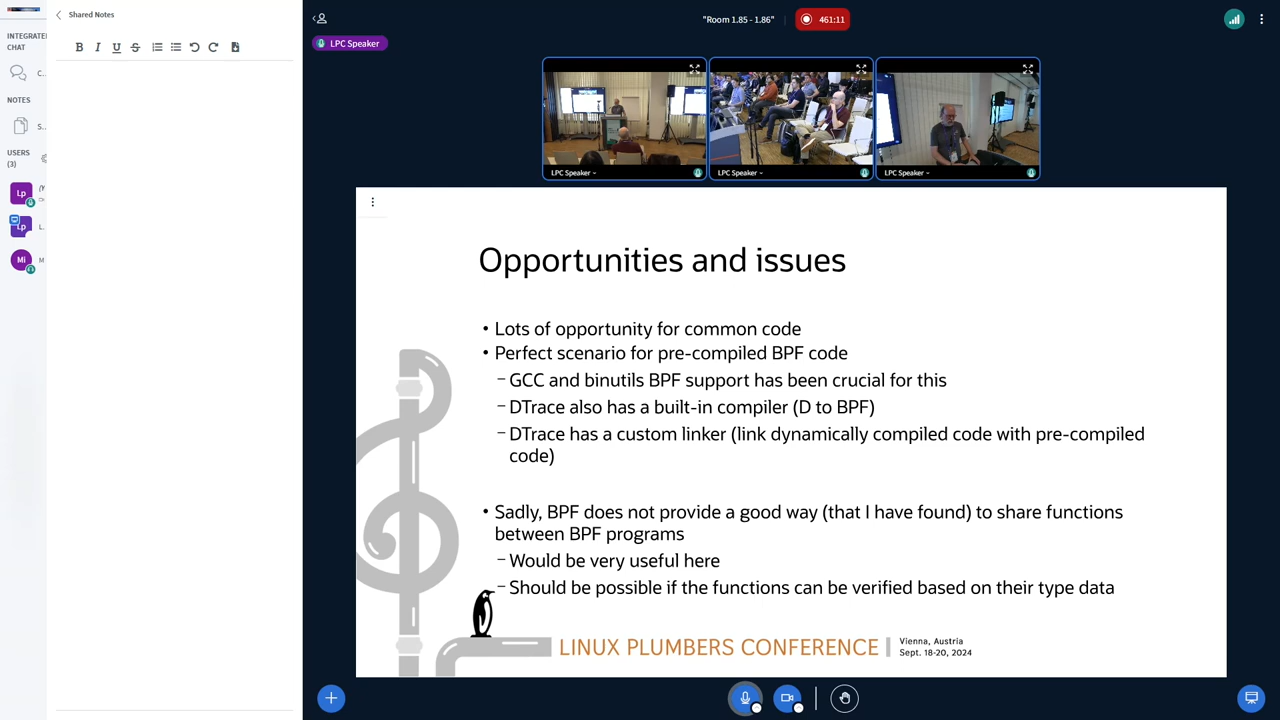 Shared Notes
INTEGRATE
CHAT
C...
NOTES
S...
USERS
(3)
Lp
Lp
L...
Mi
M
B I U S
"Room 1.85 - 1.86"
461:11
LPC Speaker
LPC Speaker
LPC Speaker
LPC Speaker
Opportunities and issues
• Lots of opportunity for common code
• Perfect scenario for pre-compiled BPF code
– GCC and binutils BPF support has been crucial for this
– DTrace also has a built-in compiler (D to BPF)
– DTrace has a custom linker (link dynamically compiled code with pre-compiled
code)
• Sadly, BPF does not provide a good way (that I have found) to share functions
between BPF programs
– Would be very useful here
– Should be possible if the functions can be verified based on their type data
LINUX PLUMBERS CONFERENCE
Vienna, Austria
Sept. 18-20, 2024